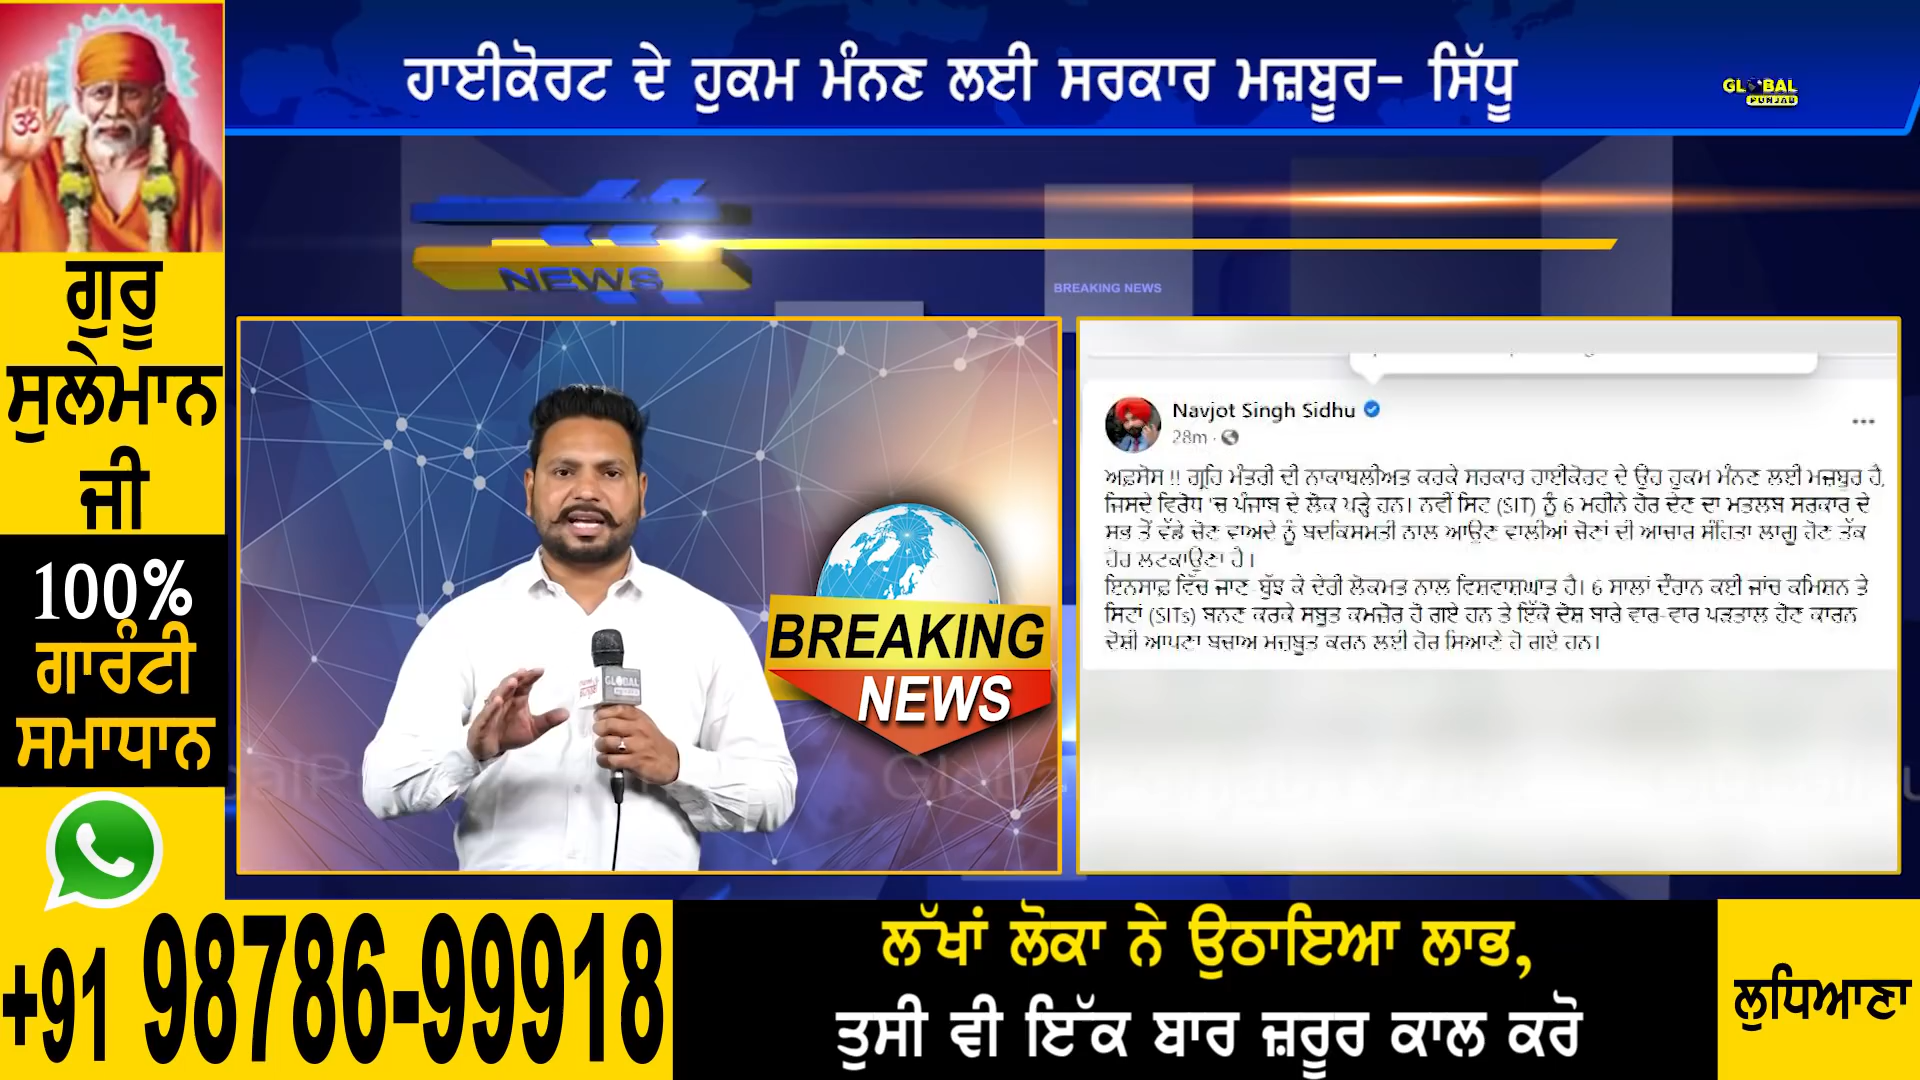 ਹਾਈਕੋਰਟ ਦੇ ਹੁਕਮ ਮੰਨਣ ਲਈ ਸਰਕਾਰ ਮਜ਼ਬੂਰ- ਸਿੱਧੂ
GLOBAL
PUNJAB
ਗੁਰੂ
ਸੁਲੇਮਾਨ
ਜੀ
100%
ਗਾਰੰਟੀ
ਸਮਾਧਾਨ
NEWS
BREAKING NEWS
BREAKING
NEWS
GLOBAL
Navjot Singh Sidhu
28m
ਅਫ਼ਸੋਸ !! ਗ੍ਰਹਿ ਮੰਤਰੀ ਦੀ ਨਾਕਾਬਲੀਅਤ ਕਰਕੇ ਸਰਕਾਰ ਹਾਈਕੋਰਟ ਦੇ ਉਹ ਹੁਕਮ ਮੰਨਣ ਲਈ ਮਜ਼ਬੂਰ ਹੈ,
ਜਿਸਦੇ ਵਿਰੋਧ 'ਚ ਪੰਜਾਬ ਦੇ ਲੋਕ ਖੜ੍ਹੇ ਹਨ। ਨਵੀਂ ਸਿਟ (SIT) ਨੂੰ 6 ਮਹੀਨੇ ਹੋਰ ਦੇਣ ਦਾ ਮਤਲਬ ਸਰਕਾਰ ਦੇ
ਸਭ ਤੋਂ ਵੱਡੇ ਚੋਣ ਵਾਅਦੇ ਨੂੰ ਬਦਕਿਸਮਤੀ ਨਾਲ ਆਉਣ ਵਾਲੀਆਂ ਚੋਣਾਂ ਦੀ ਆਚਾਰ ਸੰਹਿਤਾ ਲਾਗੂ ਹੋਣ ਤੱਕ
ਹੋਰ ਲਟਕਾਉਣਾ ਹੈ।
ਇਨਸਾਫ਼ ਵਿੱਚ ਜਾਣ-ਬੁੱਝ ਕੇ ਦੇਰੀ ਲੋਕਮਤ ਨਾਲ ਵਿਸ਼ਵਾਸਘਾਤ ਹੈ। 6 ਸਾਲਾਂ ਦੌਰਾਨ ਕਈ ਜਾਂਚ ਕਮਿਸ਼ਨ ਤੇ
ਸਿਟਾਂ (SITs) ਬਨਣ ਕਰਕੇ ਸਬੂਤ ਕਮਜ਼ੋਰ ਹੋ ਗਏ ਹਨ ਤੇ ਇੱਕੋ ਦੋਸ਼ ਬਾਰੇ ਵਾਰ-ਵਾਰ ਪੜਤਾਲ ਹੋਣ ਕਾਰਨ
ਦੋਸ਼ੀ ਆਪਣਾ ਬਚਾਅ ਮਜ਼ਬੂਤ ਕਰਨ ਲਈ ਹੋਰ ਸਿਆਣੇ ਹੋ ਗਏ ਹਨ।
+91 98786-99918
ਲੱਖਾਂ ਲੋਕਾ ਨੇ ਉਠਾਇਆ ਲਾਭ,
ਤੁਸੀ ਵੀ ਇੱਕ ਬਾਰ ਜ਼ਰੂਰ ਕਾਲ ਕਰੋ
ਲੁਧਿਆਣਾ